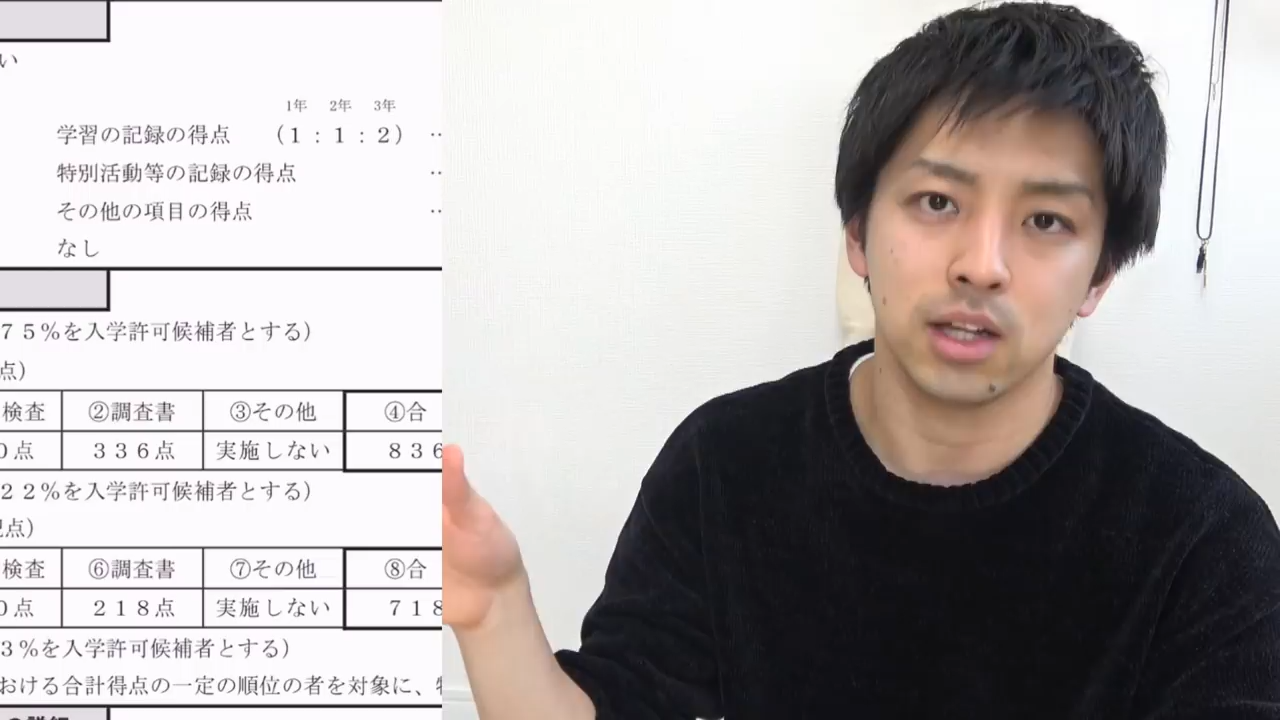 い
1年 2年 3年
学習の記録の得点 （１：１：２） …
特別活動等の記録の得点 …
その他の項目の得点 …
なし
７５％を入学許可候補者とする）
点）
検査 ②調査書 ③その他 ④合
０点 ３３６点 実施しない ８３６
２２％を入学許可候補者とする）
点）
検査 ⑥調査書 ⑦その他 ⑧合
０点 ２１８点 実施しない ７１８
３％を入学許可候補者とする）
おける合計得点の一定の順位の者を対象に、